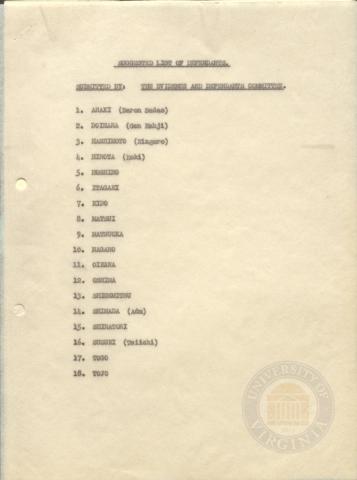 SUGGESTED LIST OF DEFENDANTS.
SUBMITTED BY: THE EVIDENCE AND DEFENDANTS COMMITTEE.
1. ARAKI (Baron Sadao)
2. DOIHARA (Gen Kenji)
3. HASHIMOTO (Kingoro)
4. HIROTA (Koki)
5. HOSHINO
6. ITAGAKI
7. KIDO
8. MATSUI
9. MATSUOKA
10. NAGANO
11. OIKAWA
12. OSHIMA
13. SHIGEMITSU
14. SHIMADA (Adm)
15. SHIRATORI
16. SUZUKI (Teiichi)
17. TOGO
18. TOJO
UNIVERSITY OF VIRGINIA